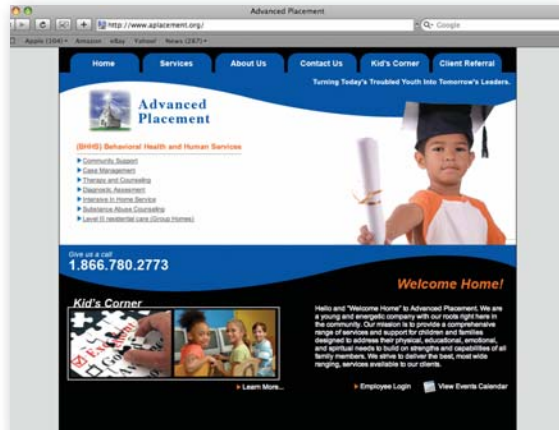 Advanced Placement
http://www.aplacement.org/
Google
Apple (104) Amazon eBay Yahoo! News (287)
Home Services About Us Contact Us Kid's Corner Client Referral
Turning Today's Troubled Youth Into Tomorrow's Leaders.
Advanced
Placement
(BHHS) Behavioral Health and Human Services
Community Support
Case Management
Therapy and Counseling
Diagnostic Assesment
Intensive In Home Service
Substance Abuse Counseling
Level III residential care (Group Homes)
Give us a call
1.866.780.2773
Welcome Home!
Kid's Corner
Hello and "Welcome Home" to Advanced Placement. We are
a young and energetic company with our roots right here in
the community. Our mission is to provide a comprehensive
range of services and support for children and families
designed to address their physical, educational, emotional,
and spiritual needs to build on strengths and capabilities of all
family members. We strive to deliver the best, most wide
ranging, services available to our clients.
Learn More...
Employee Login View Events Calendar